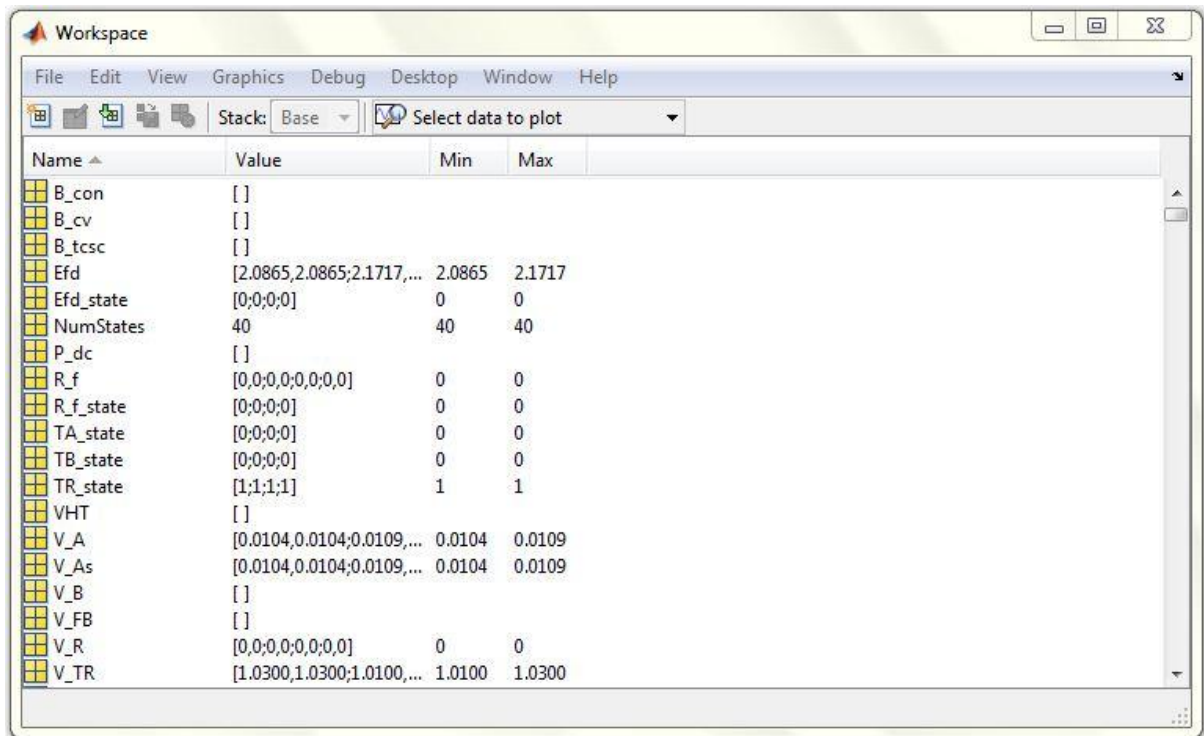 Workspace
File Edit View Graphics Debug Desktop Window Help
Stack: Base Select data to plot
Name Value Min Max
B_con [ ]
B_cv [ ]
B_tcsc [ ]
Efd [2.0865,2.0865;2.1717,... 2.0865 2.1717
Efd_state [0;0;0;0] 0 0
NumStates 40 40 40
P_dc [ ]
R_f [0,0;0,0;0,0;0,0] 0 0
R_f_state [0;0;0;0] 0 0
TA_state [0;0;0;0] 0 0
TB_state [0;0;0;0] 0 0
TR_state [1;1;1;1] 1 1
VHT [ ]
V_A [0.0104,0.0104;0.0109,... 0.0104 0.0109
V_As [0.0104,0.0104;0.0109,... 0.0104 0.0109
V_B [ ]
V_FB [ ]
V_R [0,0;0,0;0,0;0,0] 0 0
V_TR [1.0300,1.0300;1.0100,... 1.0100 1.0300